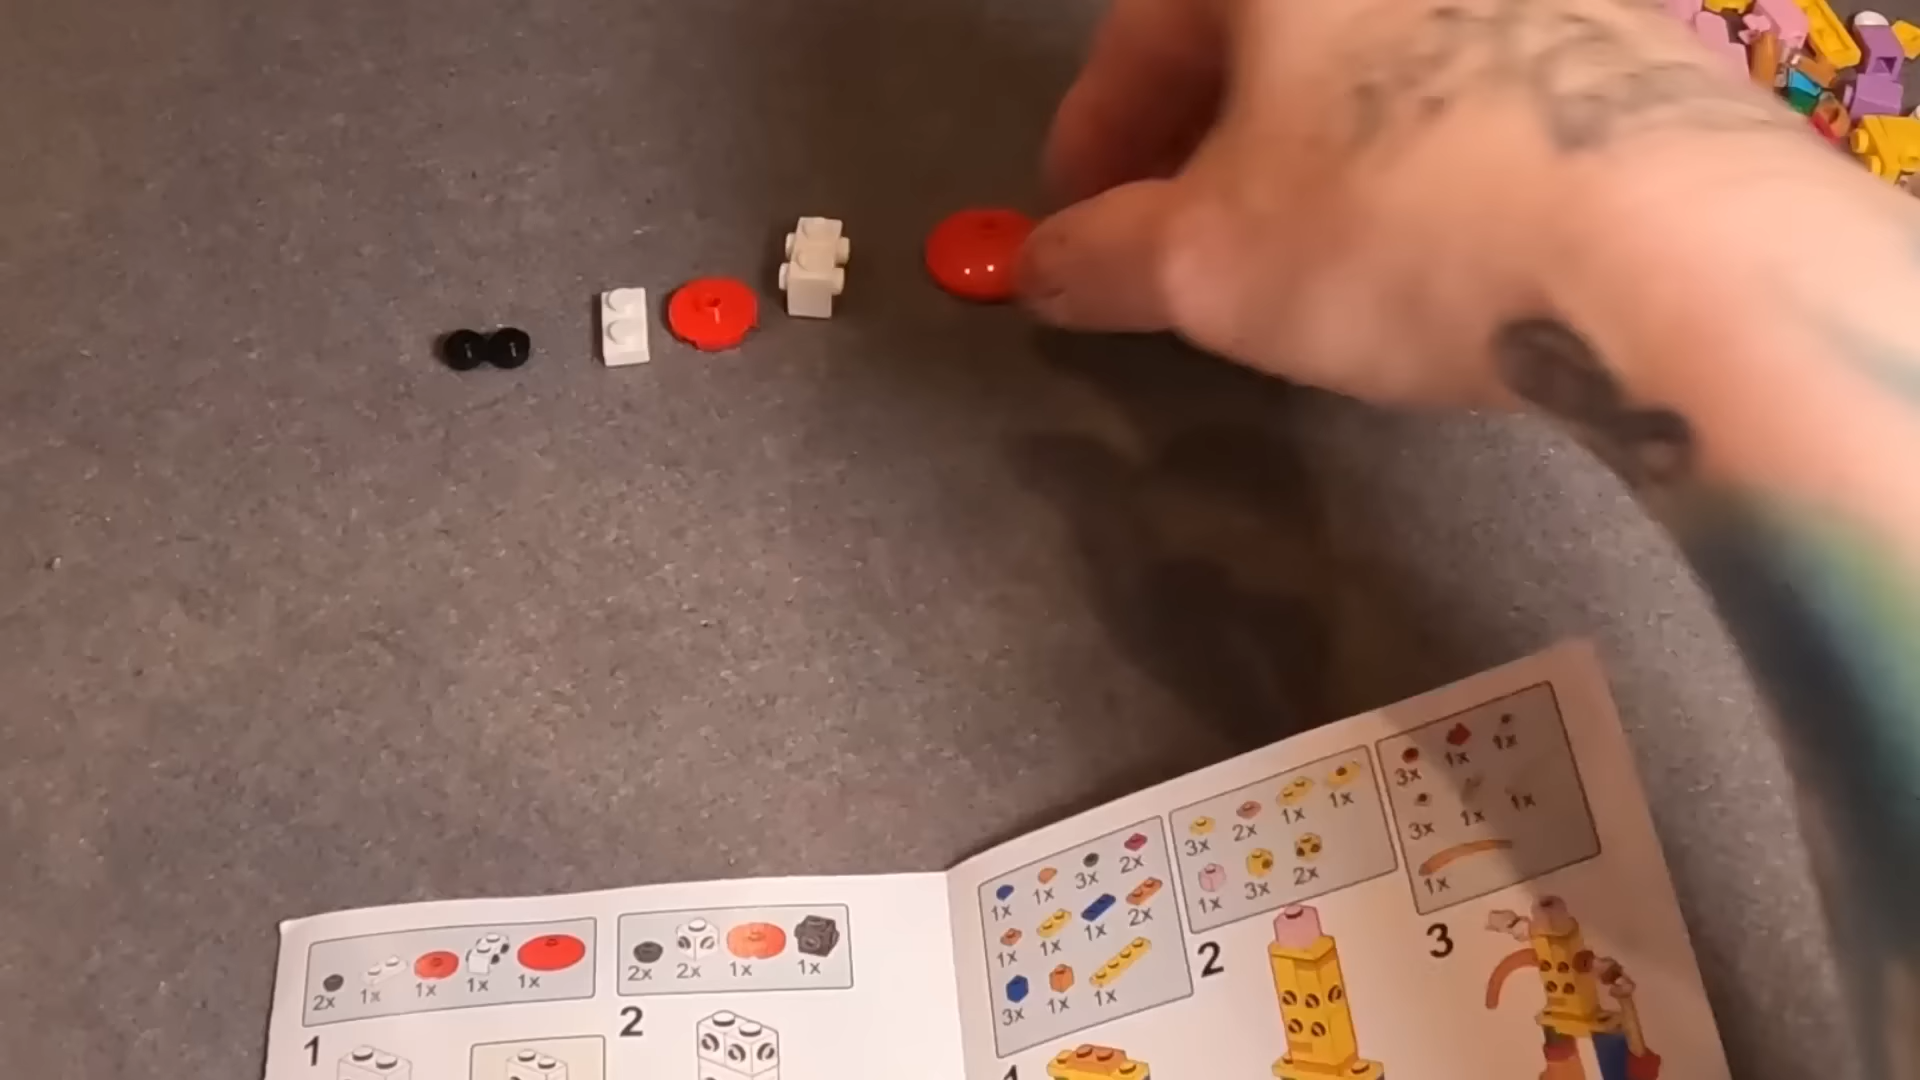 2x 1x 1x 1x 1x
2x 2x 1x 1x
1
2
1x 1x 3x 2x
1x 1x 1x 2x
3x 1x 1x
3x 2x 1x 1x
1x 3x 2x
3x 1x 1x
3x 1x 1x
1x
1
2
3